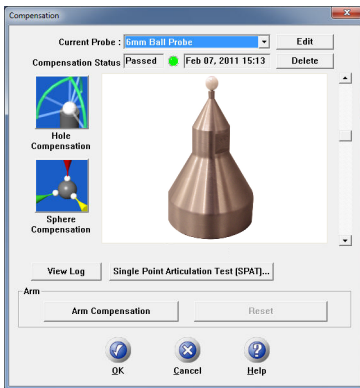 Compensation
Current Probe : 6mm Ball Probe Edit
Compensation Status Passed Feb 07, 2011 15:13 Delete
Hole
Compensation
Sphere
Compensation
View Log Single Point Articulation Test (SPAT)...
Arm
Arm Compensation Reset
OK Cancel Help